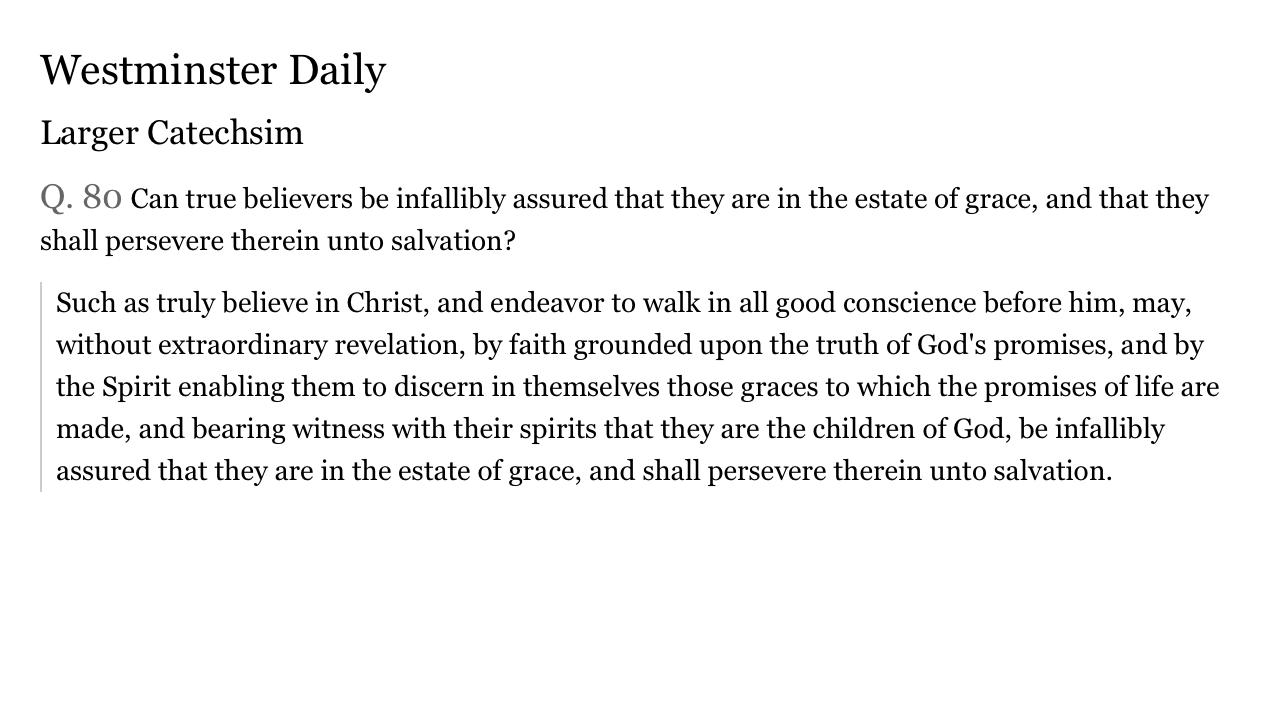 Westminster Daily
Larger Catechsim
Q. 80 Can true believers be infallibly assured that they are in the estate of grace, and that they
shall persevere therein unto salvation?
Such as truly believe in Christ, and endeavor to walk in all good conscience before him, may,
without extraordinary revelation, by faith grounded upon the truth of God's promises, and by
the Spirit enabling them to discern in themselves those graces to which the promises of life are
made, and bearing witness with their spirits that they are the children of God, be infallibly
assured that they are in the estate of grace, and shall persevere therein unto salvation.